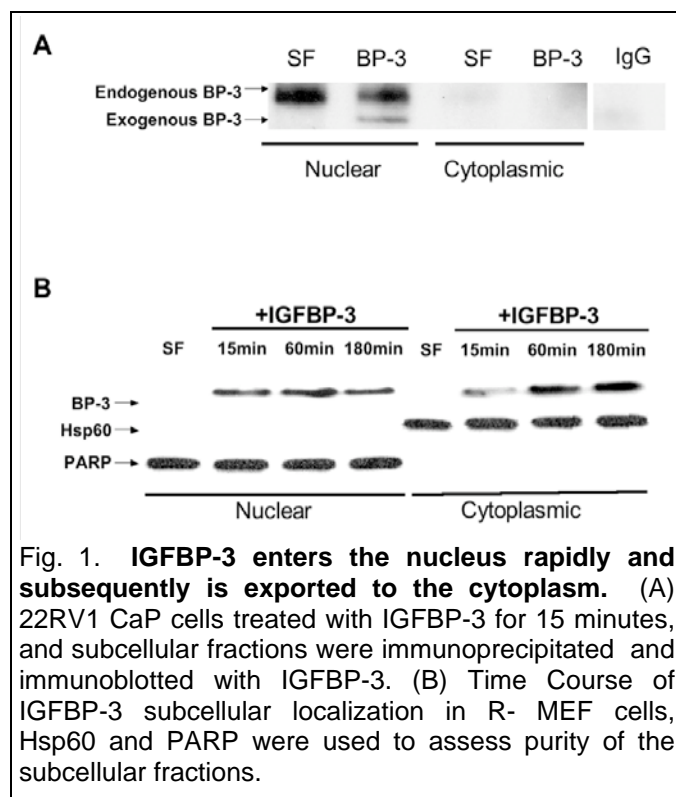 A
SF BP-3 SF BP-3 IgG
Endogenous BP-3
Exogenous BP-3
Nuclear Cytoplasmic
B
+IGFBP-3 +IGFBP-3
SF 15min 60min 180min SF 15min 60min 180min
BP-3
Hsp60
PARP
Nuclear Cytoplasmic
Fig. 1. IGFBP-3 enters the nucleus rapidly and
subsequently is exported to the cytoplasm. (A)
22RV1 CaP cells treated with IGFBP-3 for 15 minutes,
and subcellular fractions were immunoprecipitated and
immunoblotted with IGFBP-3. (B) Time Course of
IGFBP-3 subcellular localization in R- MEF cells,
Hsp60 and PARP were used to assess purity of the
subcellular fractions.